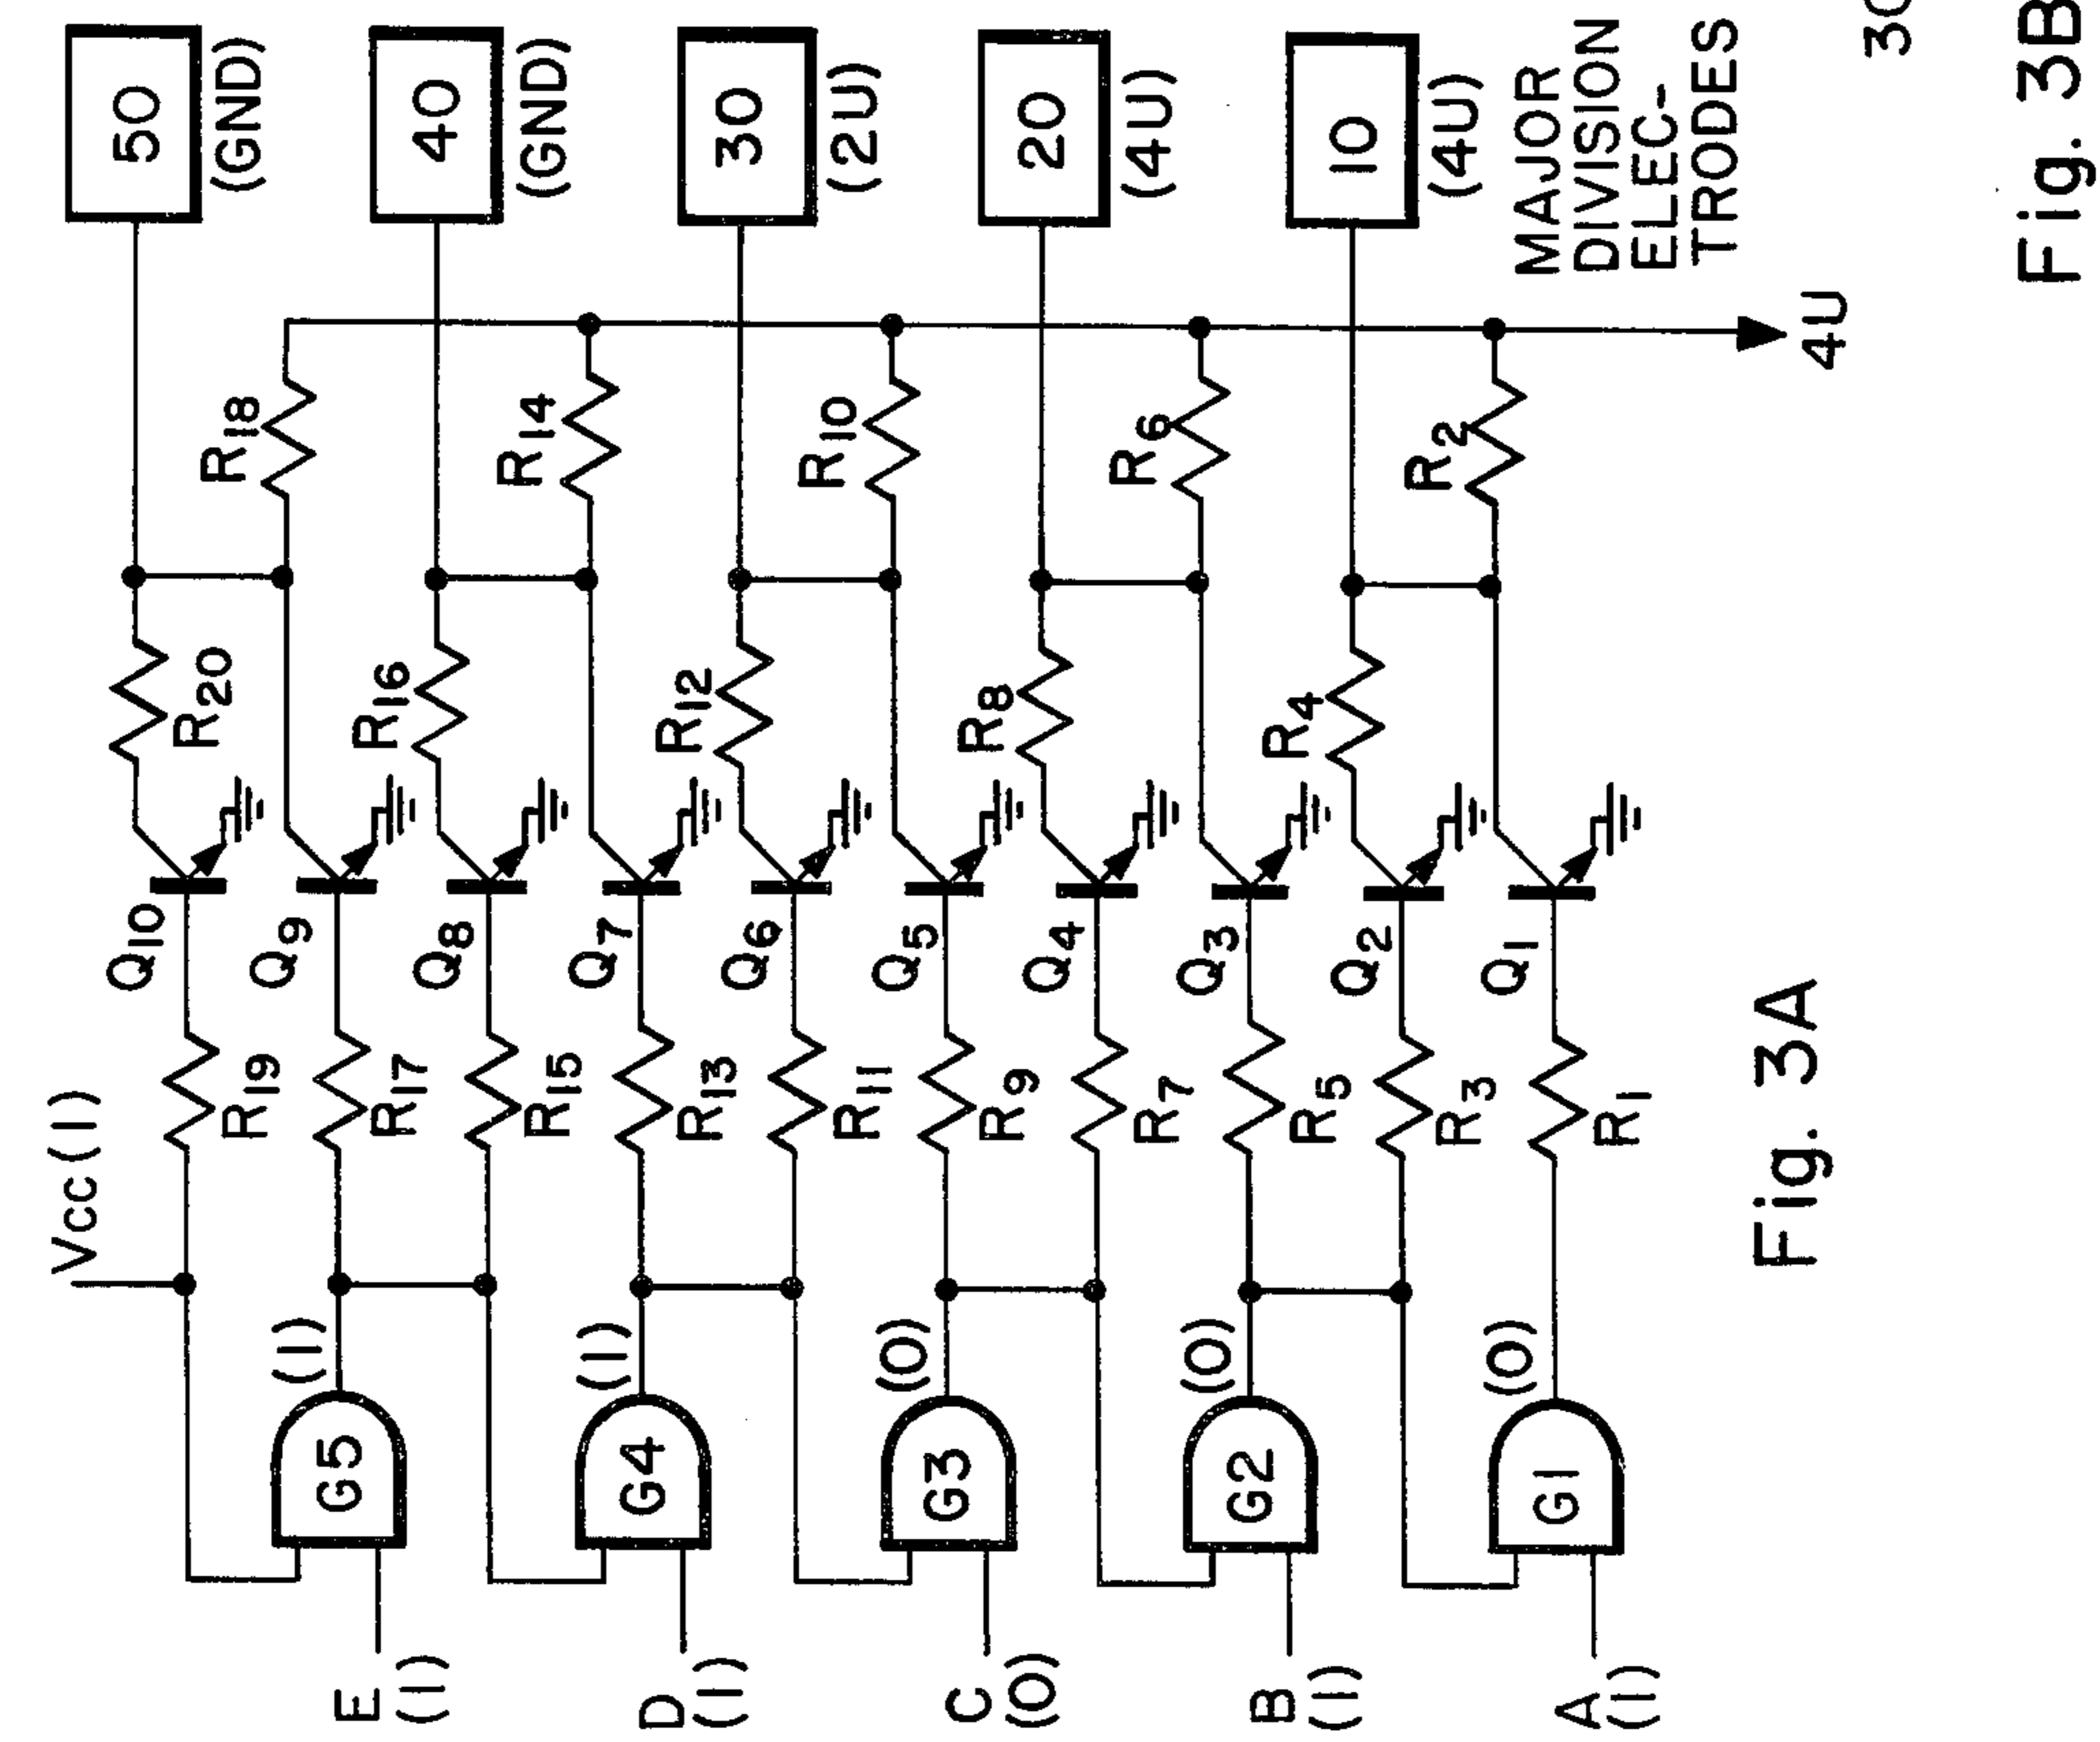 Vcc (1)
50
(GND)
R20
R18
Q10
R19
Q9
R17
(1)
G5
E
(1)
40
(GND)
R16
R14
Q8
R15
Q7
R13
(1)
G4
D
(1)
30
(2U)
R12
R10
Q6
R11
Q5
R9
(0)
G3
C
(0)
20
(4U)
R8
R6
Q4
R7
Q3
R5
(0)
G2
B
(1)
10
(4U)
R4
R2
Q2
R3
Q1
R1
(0)
G1
A
(1)
MAJOR
DIVISION
ELEC-
TRODES
4U
Fig. 3A
30
Fig. 3B